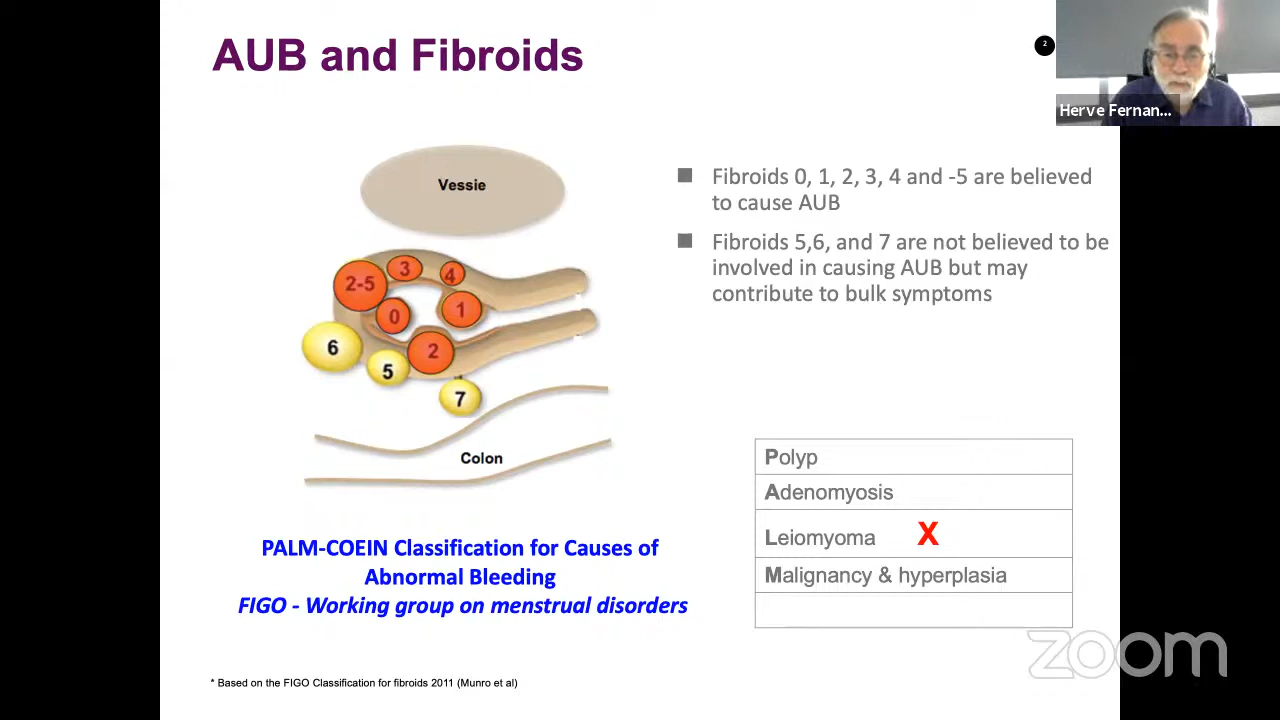 AUB and Fibroids
2
Herve Fernan...
Vessie
3
4
2-5
0
1
6
5
2
7
Colon
■ Fibroids 0, 1, 2, 3, 4 and -5 are believed
to cause AUB
■ Fibroids 5,6, and 7 are not believed to be
involved in causing AUB but may
contribute to bulk symptoms
Polyp
Adenomyosis
Leiomyoma X
Malignancy & hyperplasia
PALM-COEIN Classification for Causes of
Abnormal Bleeding
FIGO - Working group on menstrual disorders
zoom
* Based on the FIGO Classification for fibroids 2011 (Munro et al)